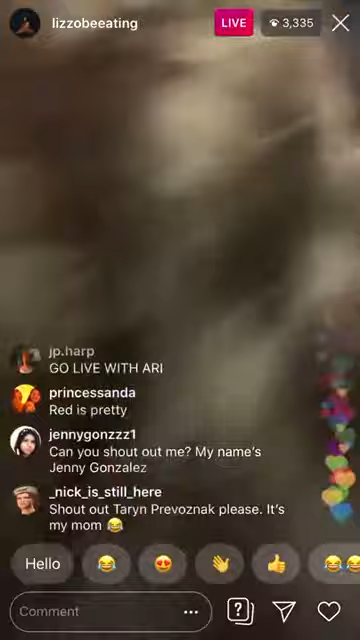 lizzobeeating
LIVE
3,335
jp.harp
GO LIVE WITH ARI
princessanda
Red is pretty
jennygonzzz1
Can you shout out me? My name's
Jenny Gonzalez
_nick_is_still_here
Shout out Taryn Prevoznak please. It's
my mom 😂
Hello 😂 😍 👋 👍 😂😂
Comment ...
?